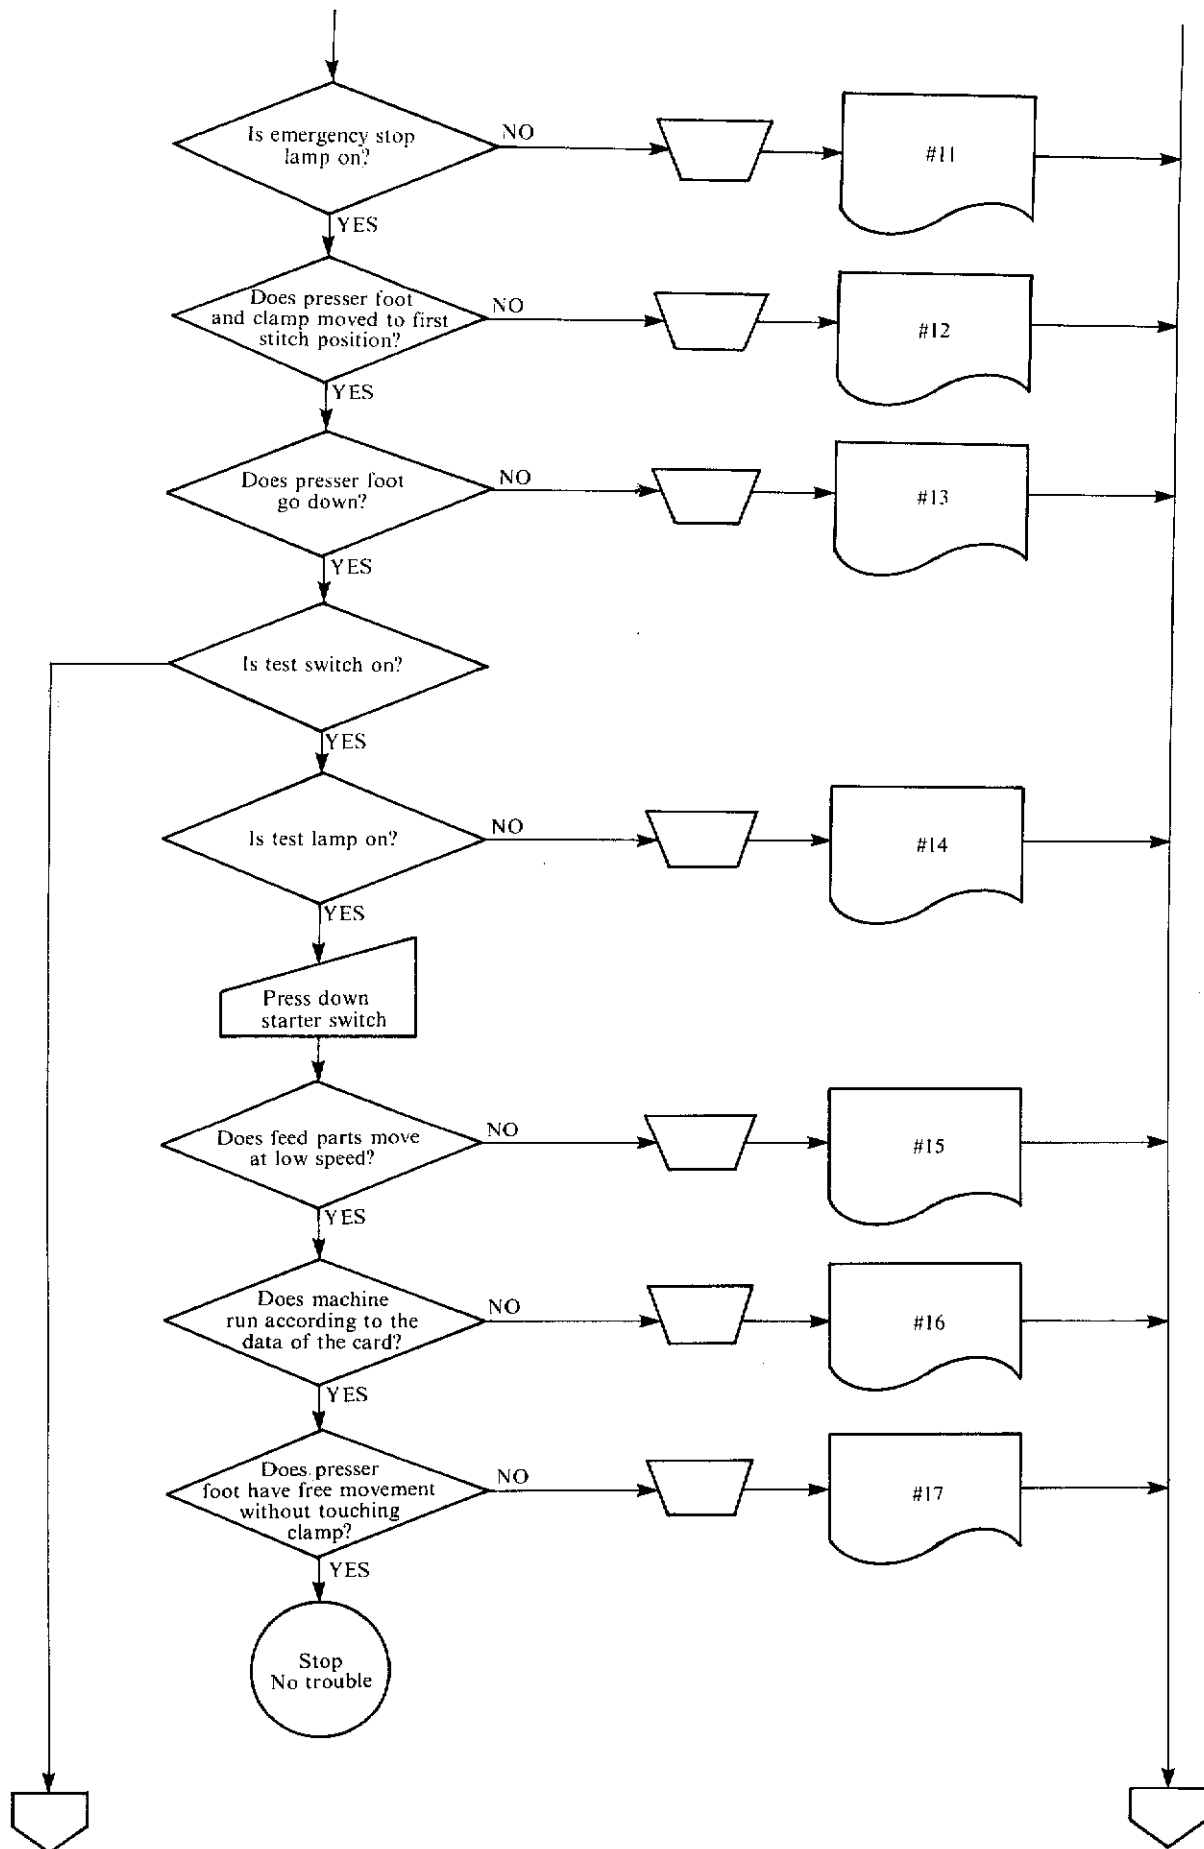 Is emergency stop
lamp on?
NO
#11
YES
Does presser foot
and clamp moved to first
stitch position?
NO
#12
YES
Does presser foot
go down?
NO
#13
YES
Is test switch on?
YES
Is test lamp on?
NO
#14
YES
Press down
starter switch
Does feed parts move
at low speed?
NO
#15
YES
Does machine
run according to the
data of the card?
NO
#16
YES
Does presser
foot have free movement
without touching
clamp?
NO
#17
YES
Stop
No trouble